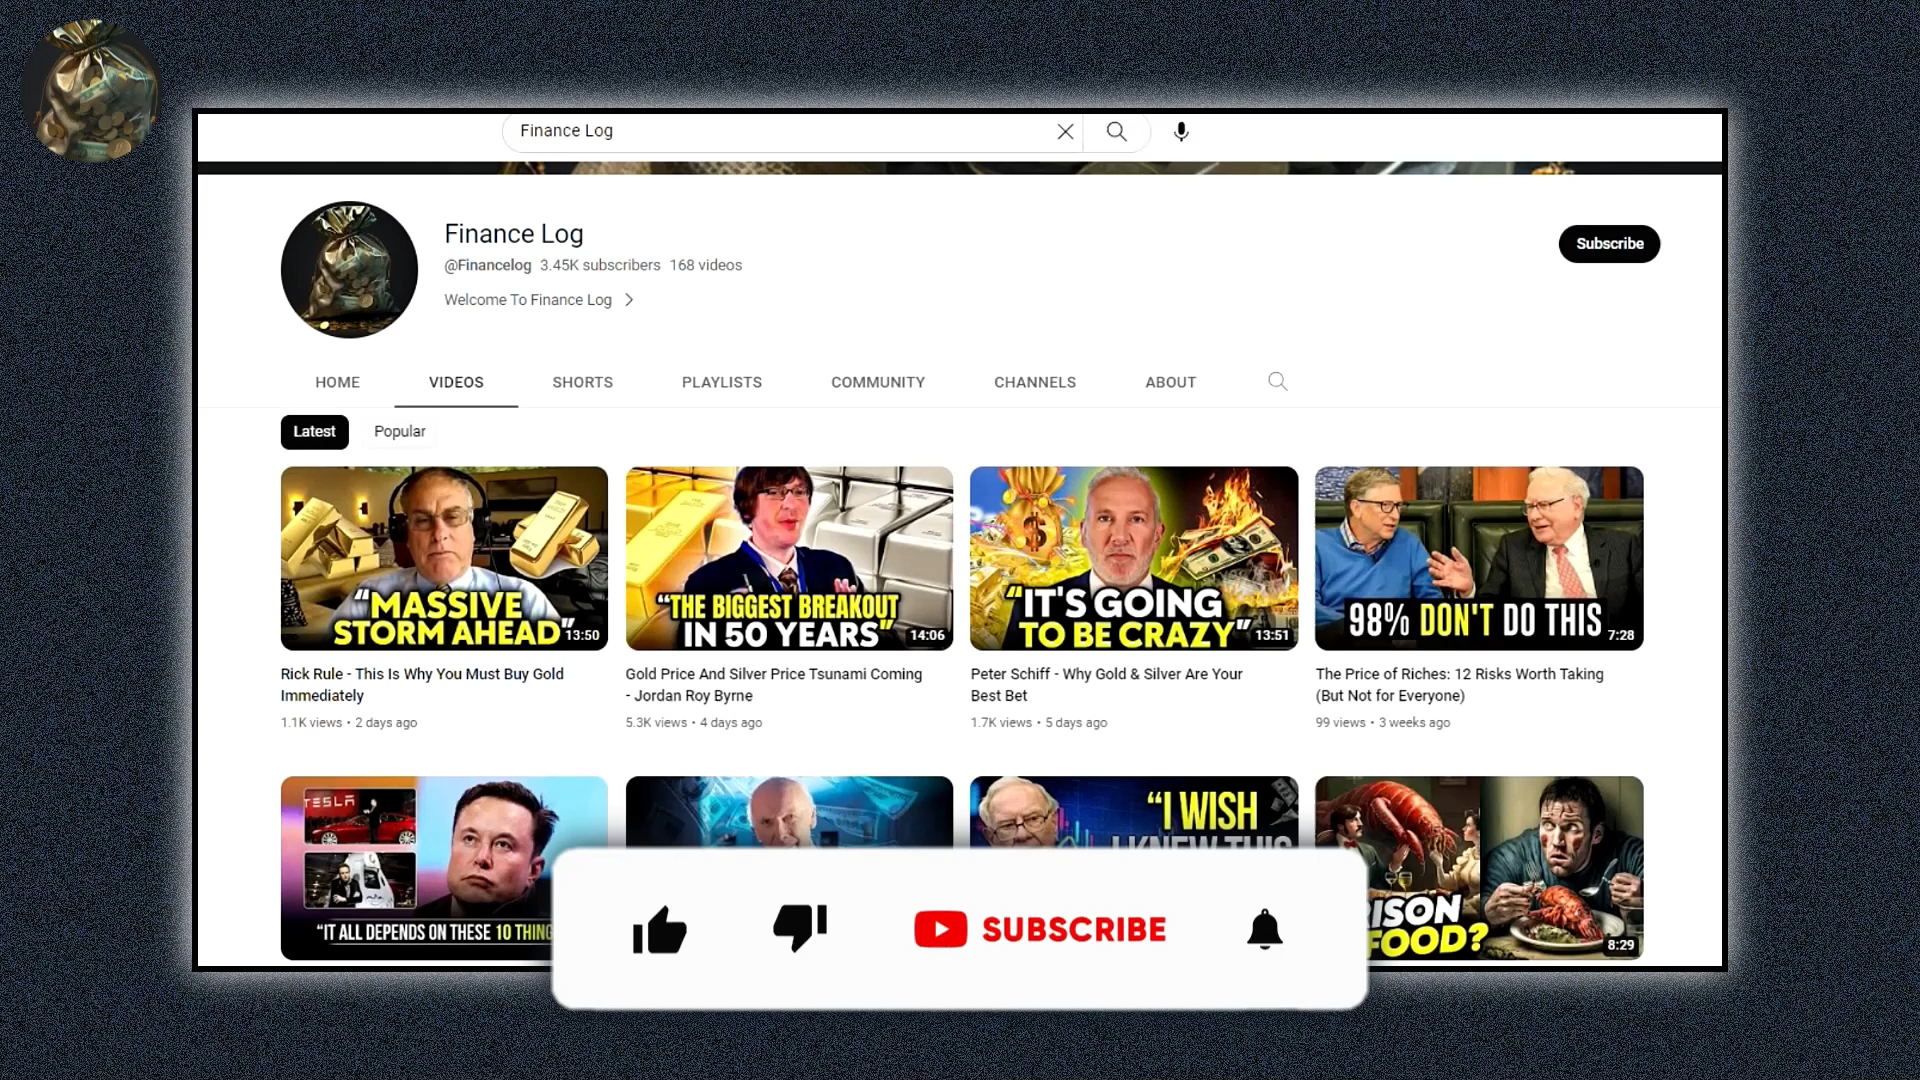 Finance Log
Finance Log
@Financelog 3.45K subscribers 168 videos
Welcome To Finance Log
Subscribe
HOME
VIDEOS
SHORTS
PLAYLISTS
COMMUNITY
CHANNELS
ABOUT
Latest
Popular
“MASSIVE
STORM AHEAD”
13:50
“THE BIGGEST BREAKOUT
IN 50 YEARS”
14:06
“IT'S GOING
TO BE CRAZY”
13:51
98% DON'T DO THIS
7:28
Rick Rule - This Is Why You Must Buy Gold
Immediately
1.1K views • 2 days ago
Gold Price And Silver Price Tsunami Coming
- Jordan Roy Byrne
5.3K views • 4 days ago
Peter Schiff - Why Gold & Silver Are Your
Best Bet
1.7K views • 5 days ago
The Price of Riches: 12 Risks Worth Taking
(But Not for Everyone)
99 views • 3 weeks ago
TESLA
“IT ALL DEPENDS ON THESE 10 THING
“I WISH
I KNEW THIS
ISON
FOOD?
8:29
SUBSCRIBE